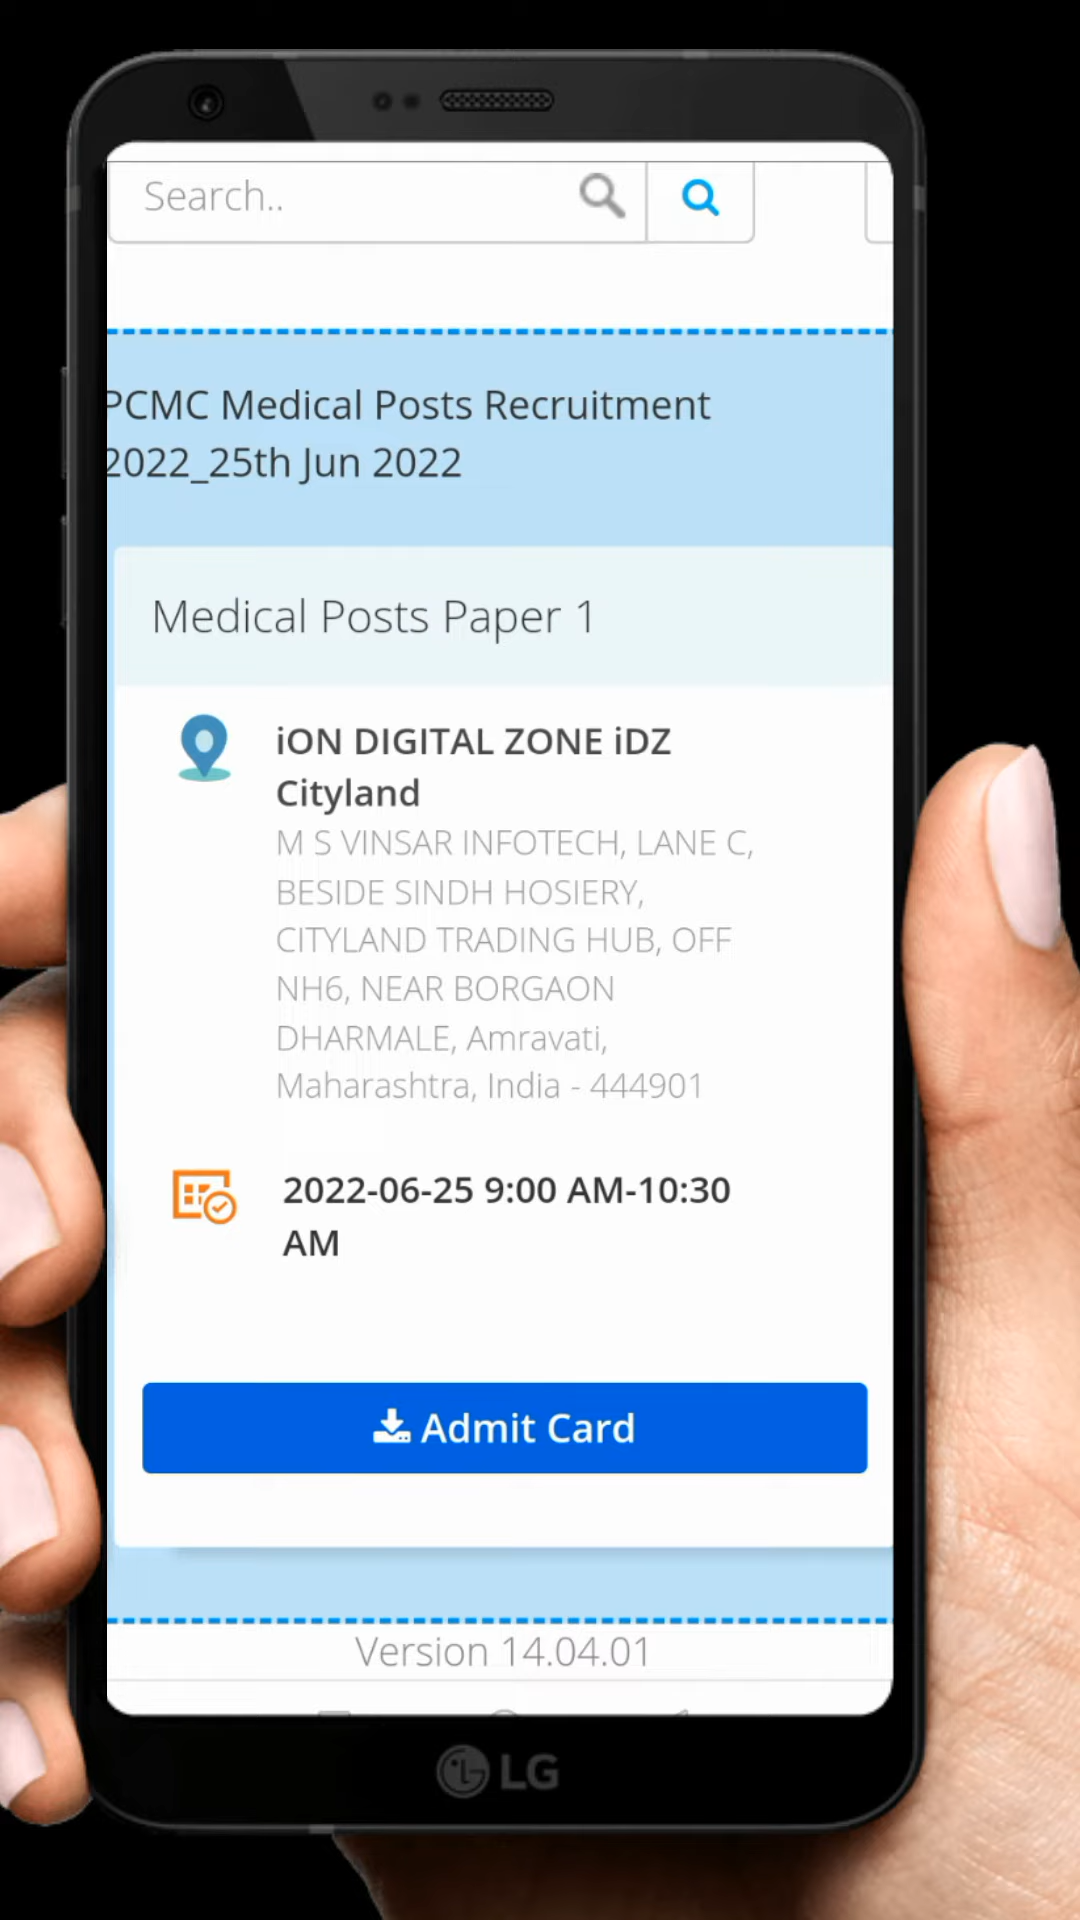 Search..
PCMC Medical Posts Recruitment
2022_25th Jun 2022
Medical Posts Paper 1
iON DIGITAL ZONE iDZ
Cityland
M S VINSAR INFOTECH, LANE C,
BESIDE SINDH HOSIERY,
CITYLAND TRADING HUB, OFF
NH6, NEAR BORGAON
DHARMALE, Amravati,
Maharashtra, India - 444901
2022-06-25 9:00 AM-10:30
AM
Admit Card
Version 14.04.01
LG